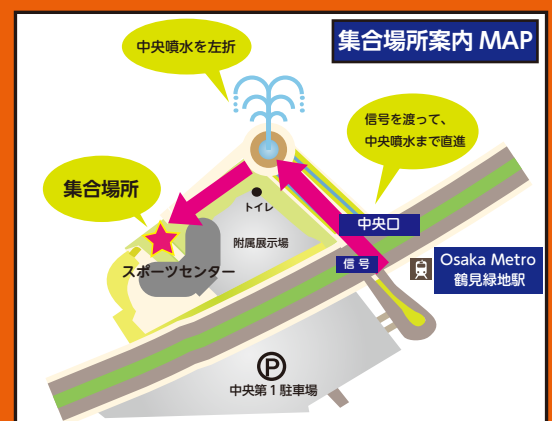 集合場所案内 MAP
中央噴水を左折
信号を渡って、
中央噴水まで直進
集合場所
トイレ
中央口
附属展示場
信号
Osaka Metro
鶴見緑地駅
スポーツセンター
P
中央第1駐車場